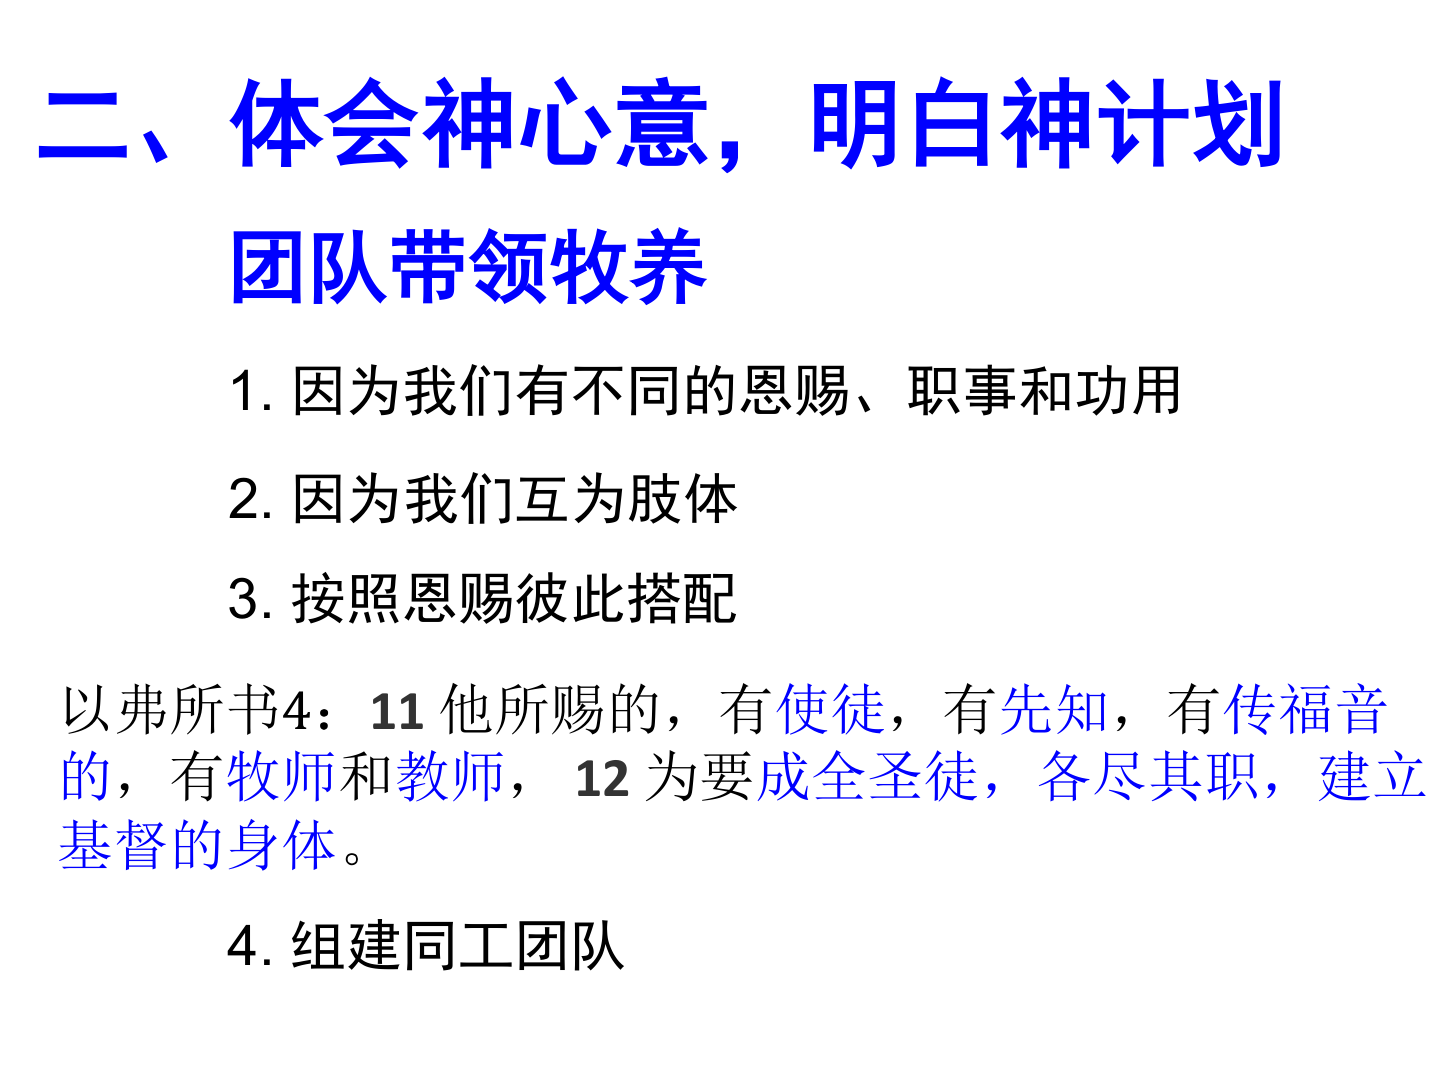 二、体会神心意，明白神计划
团队带领牧养
1. 因为我们有不同的恩赐、职事和功用
2. 因为我们互为肢体
3. 按照恩赐彼此搭配
以弗所书4：11 他所赐的，有使徒，有先知，有传福音
的，有牧师和教师， 12 为要成全圣徒，各尽其职，建立
基督的身体。
4. 组建同工团队